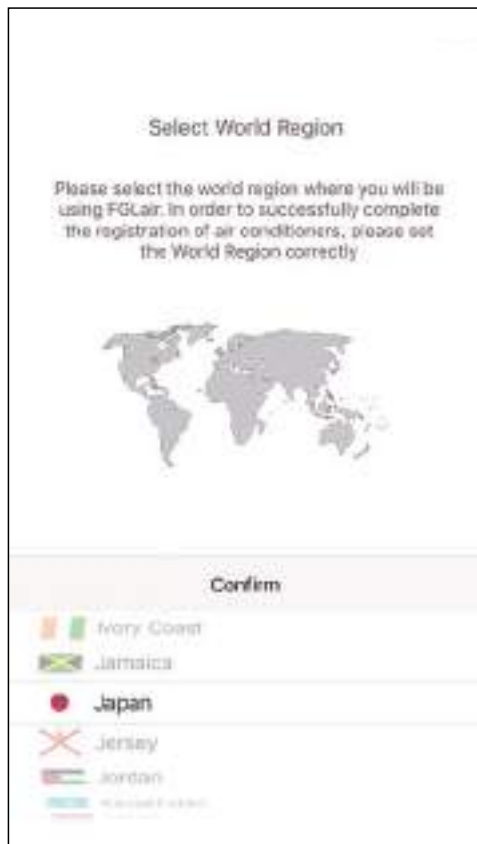 Select World Region
Please select the world region where you will be
using FGLair. In order to successfully complete
the registration of air conditioners, please set
the World Region correctly
Confirm
Ivory Coast
Jamaica
Japan
Jersey
Jordan